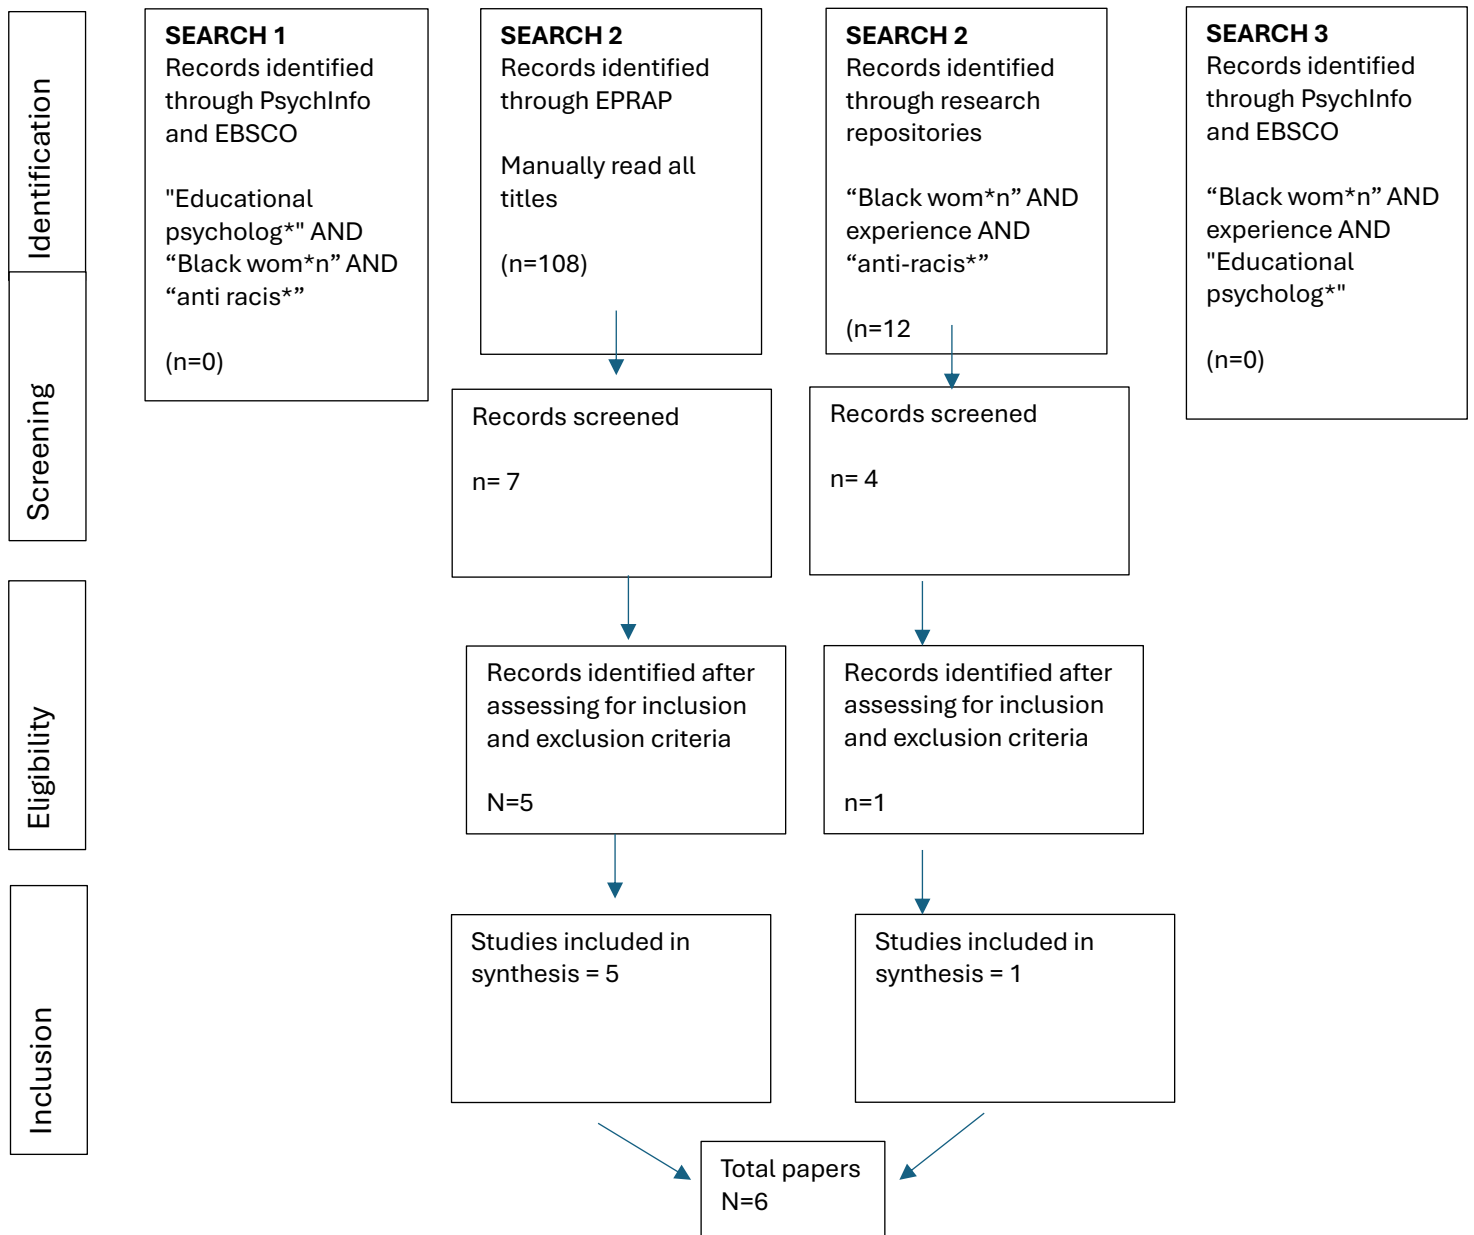 Identification
SEARCH 1
Records identified
through PsychInfo
and EBSCO
"Educational
psycholog*" AND
“Black wom*n” AND
“anti racis*”
(n=0)
SEARCH 2
Records identified
through EPRAP
Manually read all
titles
(n=108)
SEARCH 2
Records identified
through research
repositories
“Black wom*n” AND
experience AND
“anti-racis*”
(n=12
SEARCH 3
Records identified
through PsychInfo
and EBSCO
“Black wom*n” AND
experience AND
"Educational
psycholog*"
(n=0)
Screening
Records screened
n= 7
Records screened
n= 4
Eligibility
Records identified after
assessing for inclusion
and exclusion criteria
N=5
Records identified after
assessing for inclusion
and exclusion criteria
n=1
Inclusion
Studies included in
synthesis = 5
Studies included in
synthesis = 1
Total papers
N=6